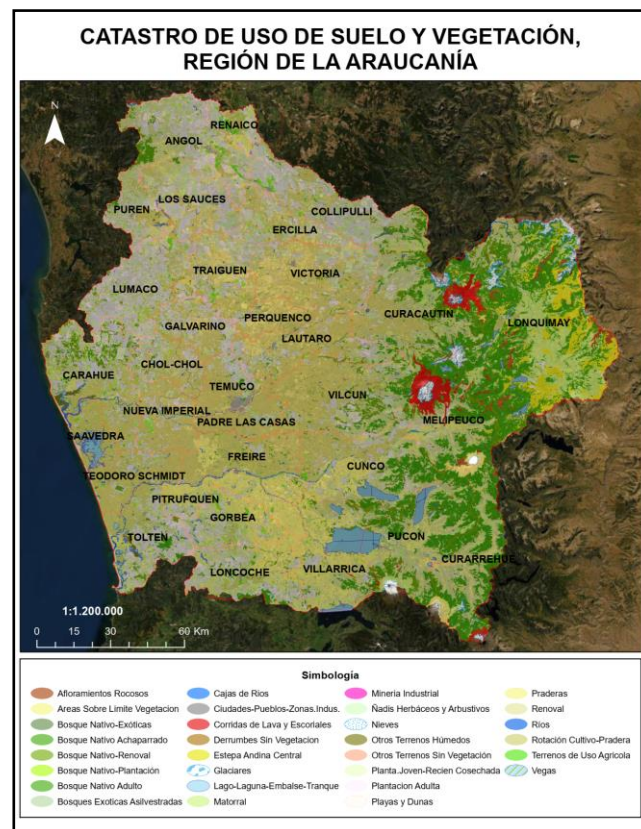 CATASTRO DE USO DE SUELO Y VEGETACIÓN,
REGIÓN DE LA ARAUCANÍA
N
RENAICO
ANGOL
LOS SAUCES
PUREN
COLLIPULLI
ERCILLA
TRAIGUEN
VICTORIA
LUMACO
CURACAUTIN
LONQUIMAY
PERQUENCO
GALVARINO
LAUTARO
CHOL-CHOL
CARAHUE
TEMUCO
VILCUN
NUEVA IMPERIAL
MELIPEUCO
PADRE LAS CASAS
SAAVEDRA
FREIRE
CUNCO
TEODORO SCHMIDT
PITRUFQUEN
GORBEA
TOLTEN
PUCON
CURARREHUE
LONCOCHE
VILLARRICA
1:1.200.000
0 15 30 60 Km
Simbología
Afloramientos Rocosos
Areas Sobre Limite Vegetacion
Bosque Nativo-Exóticas
Bosque Nativo Achaparrado
Bosque Nativo-Renoval
Bosque Nativo-Plantación
Bosque Nativo Adulto
Bosques Exoticas Asilvestradas
Cajas de Ríos
Ciudades-Pueblos-Zonas.Indus.
Corridas de Lava y Escoriales
Derrumbes Sin Vegetacion
Estepa Andina Central
Glaciares
Lago-Laguna-Embalse-Tranque
Matorral
Mineria Industrial
Ñadis Herbáceos y Arbustivos
Nieves
Otros Terrenos Húmedos
Otros Terrenos Sin Vegetación
Planta.Joven-Recien Cosechada
Plantacion Adulta
Playas y Dunas
Praderas
Renoval
Ríos
Rotación Cultivo-Pradera
Terrenos de Uso Agrícola
Vegas